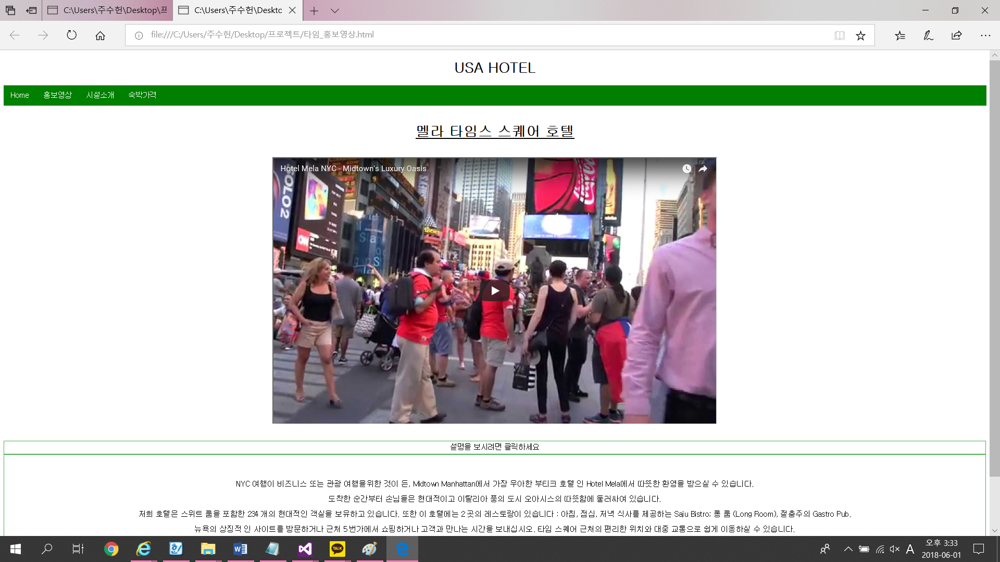 C:\Users\주수헌\Desktop\프
C:\Users\주수헌\Desktc
file:///C:/Users/주수헌/Desktop/프로젝트/타임_홍보영상.html
USA HOTEL
Home 홍보영상 시설소개 숙박가격
멜라 타임스 스퀘어 호텔
Hotel Mela NYC - Midtown's Luxury Oasis
SOLO2
CNN
REESE'S
설명을 보시려면 클릭하세요
NYC 여행이 비즈니스 또는 관광 여행을위한 것이 든, Midtown Manhattan에서 가장 우아한 부티크 호텔 인 Hotel Mela에서 따뜻한 환영을 받으실 수 있습니다.
도착한 순간부터 손님들은 현대적이고 이탈리아 풍의 도시 오아시스의 따뜻함에 둘러싸여 있습니다.
저희 호텔은 스위트 룸을 포함한 234 개의 현대적인 객실을 보유하고 있습니다. 또한 이 호텔에는 2 곳의 레스토랑이 있습니다 : 아침, 점심, 저녁 식사를 제공하는 Saju Bistro; 롱 룸 (Long Room), 절충주의 Gastro Pub.
뉴욕의 상징적 인 사이트를 방문하거나 근처 5 번가에서 쇼핑하거나 고객과 만나는 시간을 보내십시오. 타임 스퀘어 근처의 편리한 위치와 대중 교통으로 쉽게 이동하실 수 있습니다.
TALK
A
오후 3:33
2018-06-01